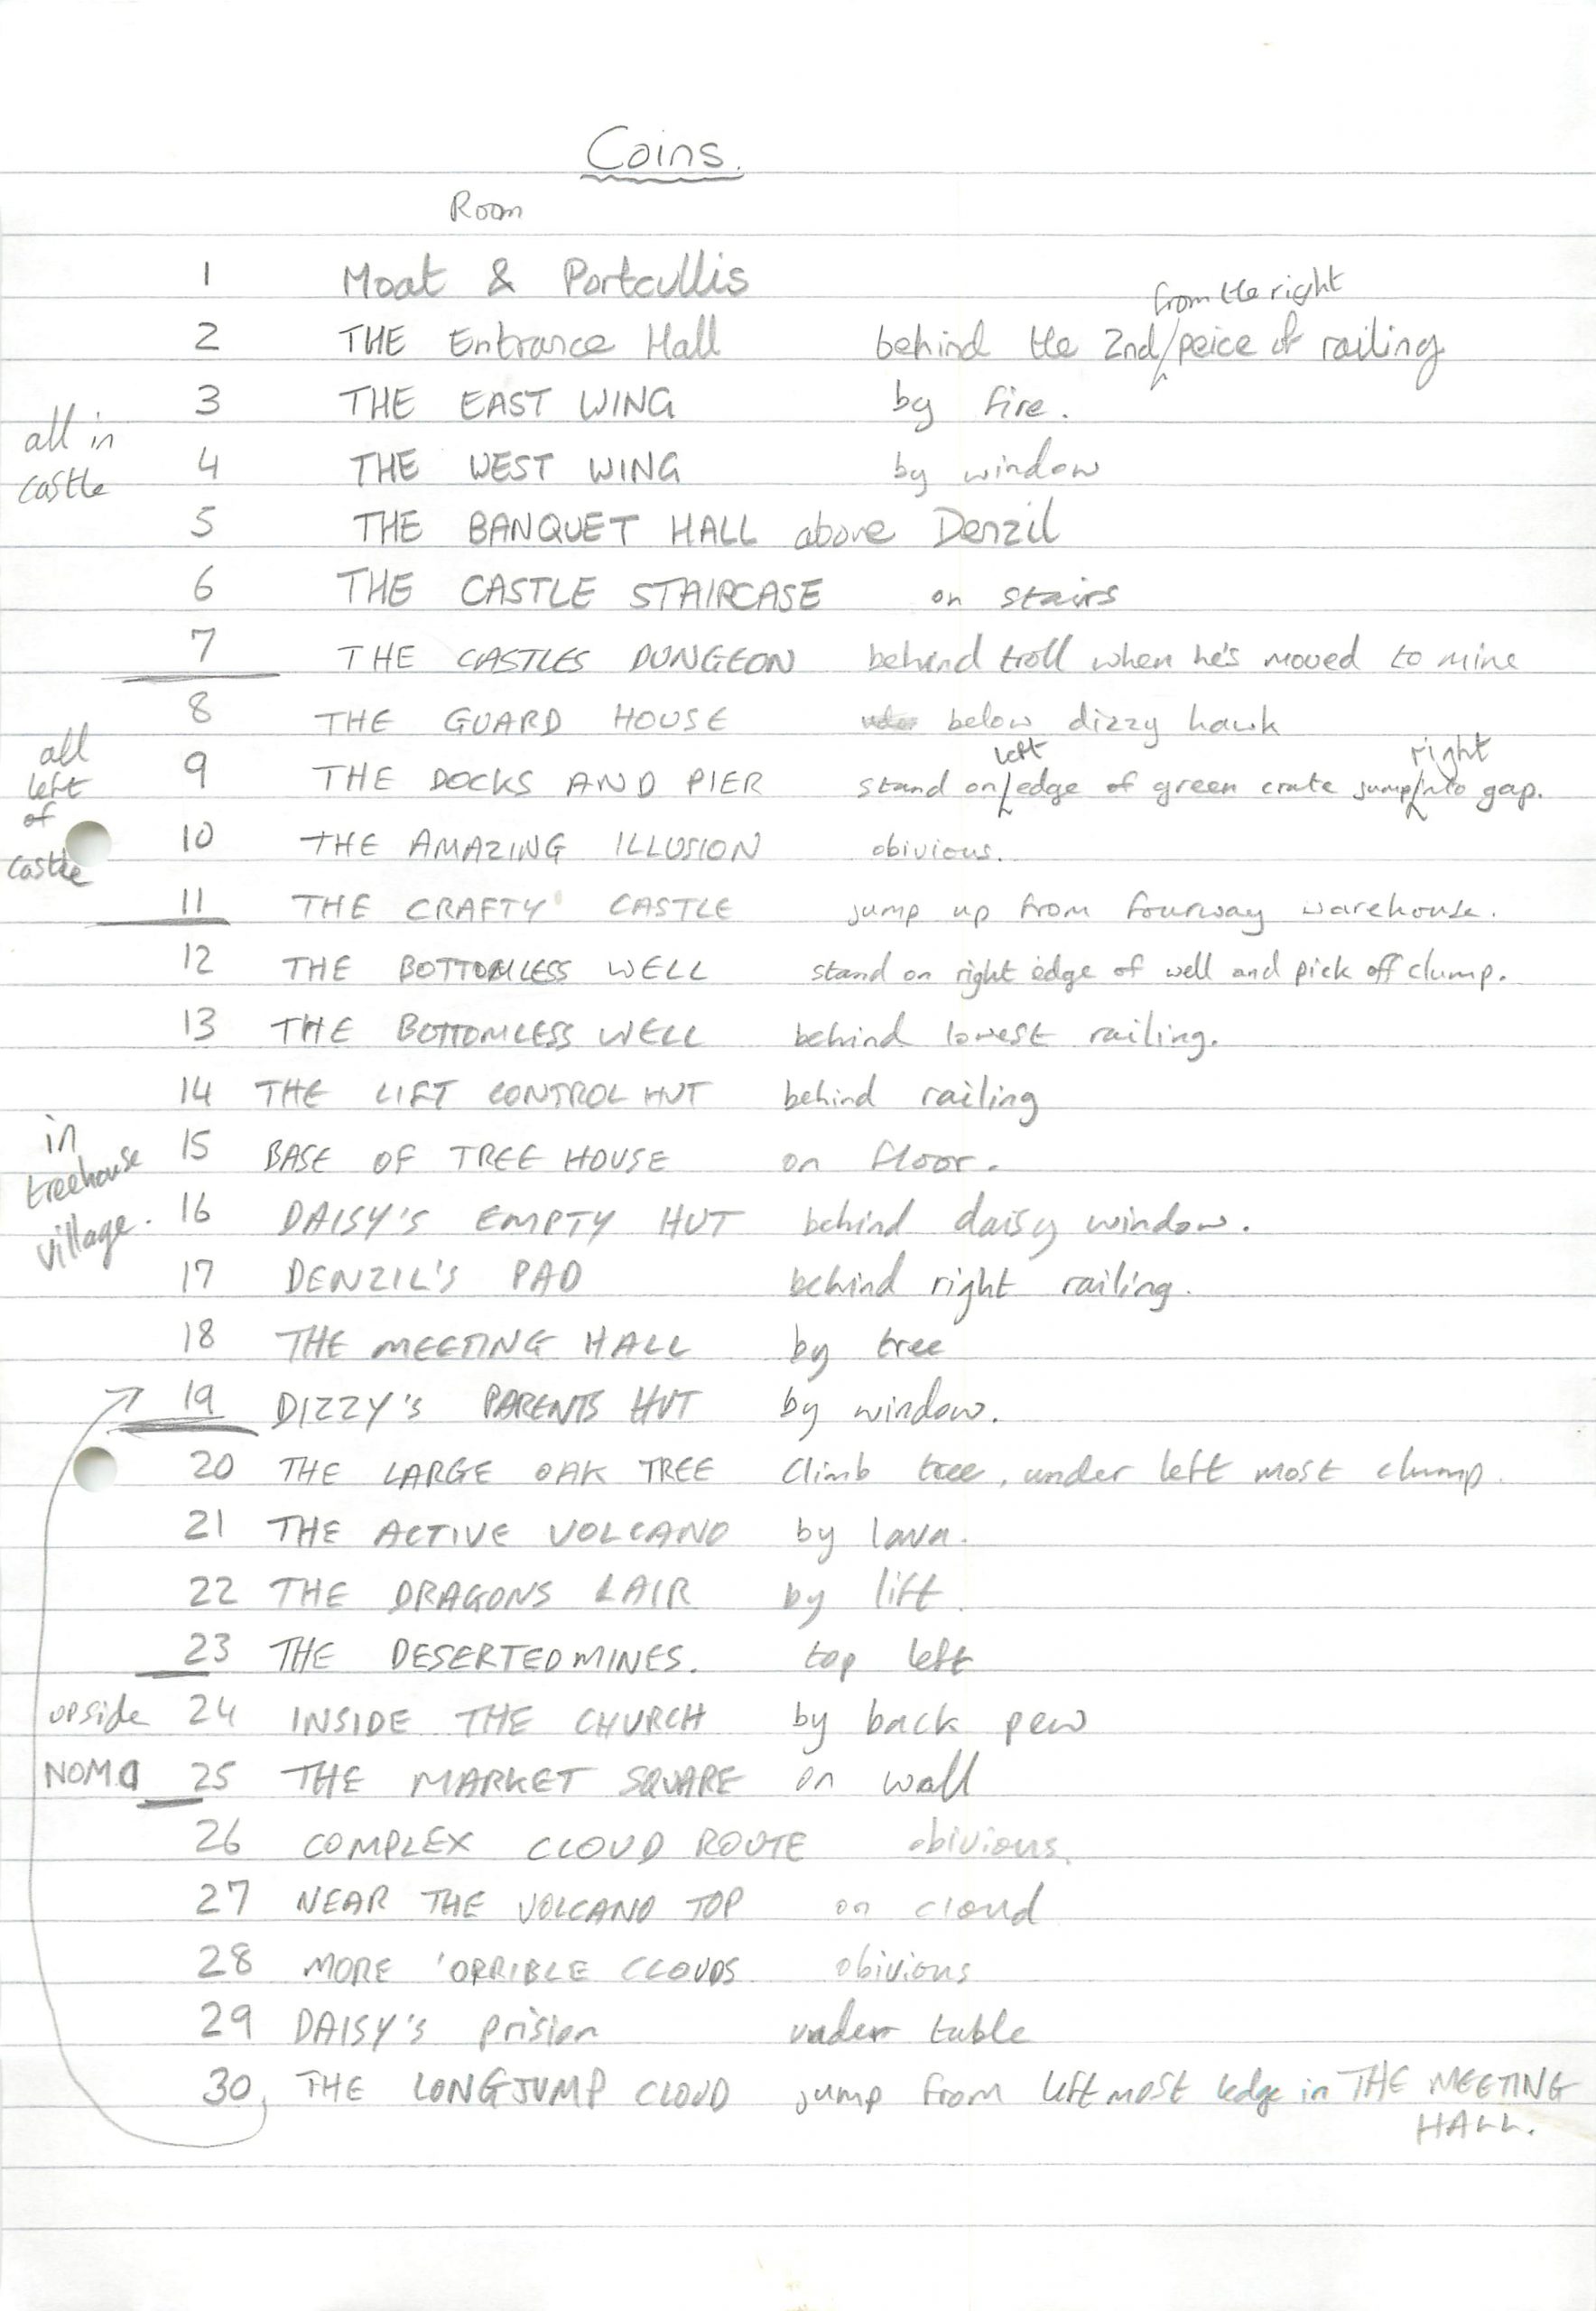 Coins.
Room
1 Moat & Portcullis
from the right
2 THE Entrance Hall behind the 2nd peice of railing
3 THE EAST WING by fire.
all in
4 THE WEST WING by window
castle
5 THE BANQUET HALL above Denzil
6 THE CASTLE STAIRCASE on stairs
7 THE CASTLES DUNGEON behind troll when he's moved to mine
8 THE GUARD HOUSE below dizzy hawk
all left right
9 THE DOCKS AND PIER stand on edge of green crate jump into gap.
left
of
10 THE AMAZING ILLUSION obivious.
castle
11 THE CRAFTY CASTLE jump up from fourway warehouse.
12 THE BOTTOMLESS WELL stand on right edge of well and pick off clump.
13 THE BOTTOMLESS WELL behind lowest railing.
14 THE LIFT CONTROL HUT behind railing
in
15 BASE OF TREE HOUSE on floor.
treehouse
16 DAISY'S EMPTY HUT behind daisy window.
village.
17 DENZIL'S PAD behind right railing.
18 THE MEETING HALL by tree
19 DIZZY'S PARENTS HUT by window.
20 THE LARGE OAK TREE climb tree, under left most clump.
21 THE ACTIVE VOLCANO by lava.
22 THE DRAGONS LAIR by lift.
23 THE DESERTED MINES. top left
upside 24 INSIDE THE CHURCH by back pew
25 THE MARKET SQUARE on wall
26 COMPLEX CLOUD ROUTE obivious.
27 NEAR THE VOLCANO TOP on cloud
28 MORE 'ORRIBLE CLOUDS obivious
29 DAISY'S prision under table
30 THE LONGJUMP CLOUD jump from leftmost ledge in THE MEETING
HALL.